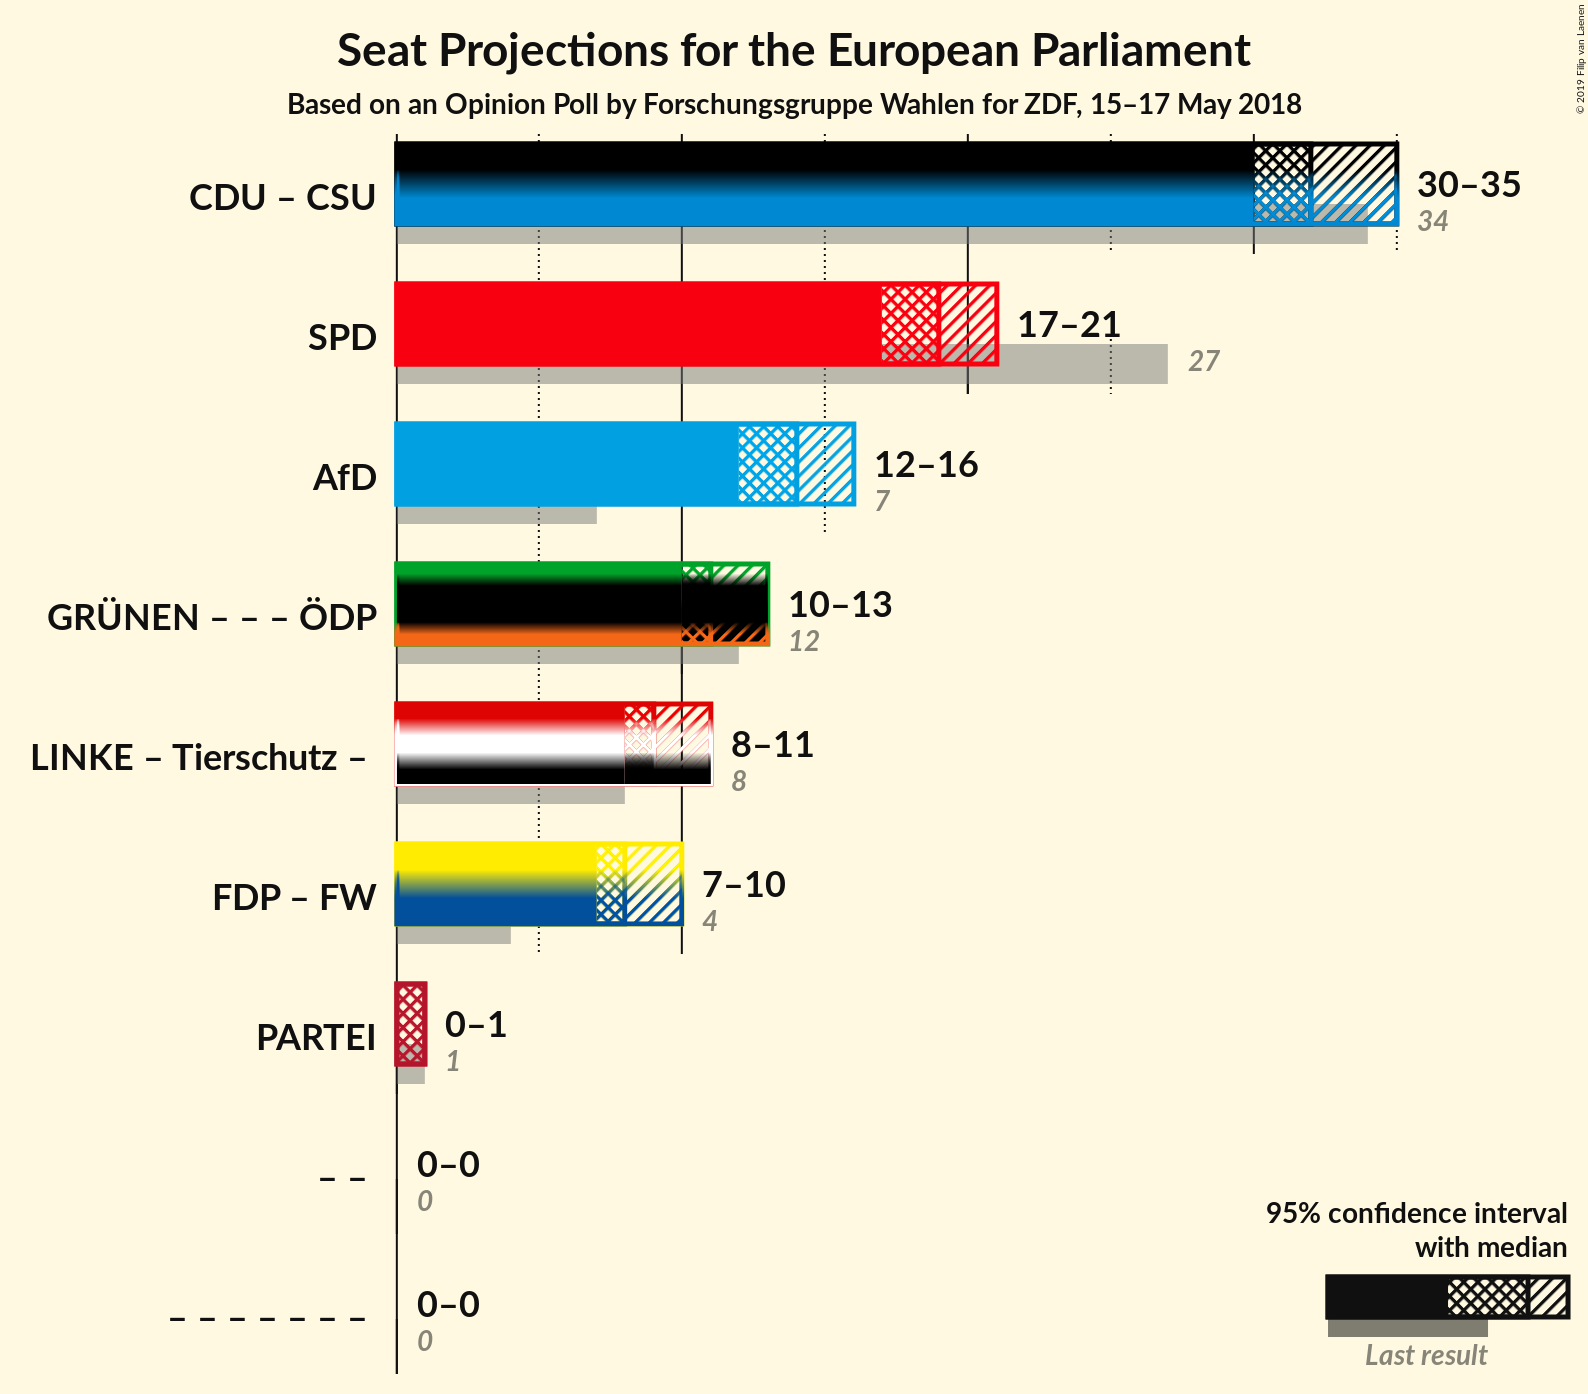 Seat Projections for the European Parliament
Based on an Opinion Poll by Forschungsgruppe Wahlen for ZDF, 15–17 May 2018
© 2019 Filip van Laenen
CDU – CSU
30–35
34
SPD
17–21
27
AfD
12–16
7
GRÜNEN – – – ÖDP
10–13
12
LINKE – Tierschutz –
8–11
8
FDP – FW
7–10
4
PARTEI
0–1
1
– –
0–0
0
– – – – – – –
0–0
0
95% confidence interval
with median
Last result